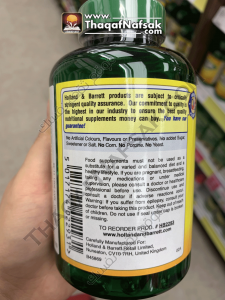 www.
ThaqafNafsak
.com
Holland & Barrett products are subject to
stringent quality assurance. Our commitment to quality
is the highest in our industry to ensure the best quality
nutritional supplements money can buy. You have our
guarantee!
No Artificial Colours, Flavours or Preservatives. No added Sugar,
Sweetener or Salt. No Corn. No Porgies. No Yeast.
Food supplements must not be used as a
substitute for a varied and balanced diet and
healthy lifestyle. If you are pregnant, breastfeeding,
taking any medications or under medical
supervision, please consult a doctor or healthcare
professional before use. Discontinue use and
consult a doctor if adverse reactions occur.
Warning: If you suffer from epilepsy, consult your
doctor before taking this product. Keep out of reach
of children. Do not use if seal under cap is broken
or missing.
TO REORDER PROD. #
www.
hollandandbarrett.com
Carefully Manufactured For:
Holland & Barrett Retail Limited
Nuneaton, CV10 7RH, United Kingdom